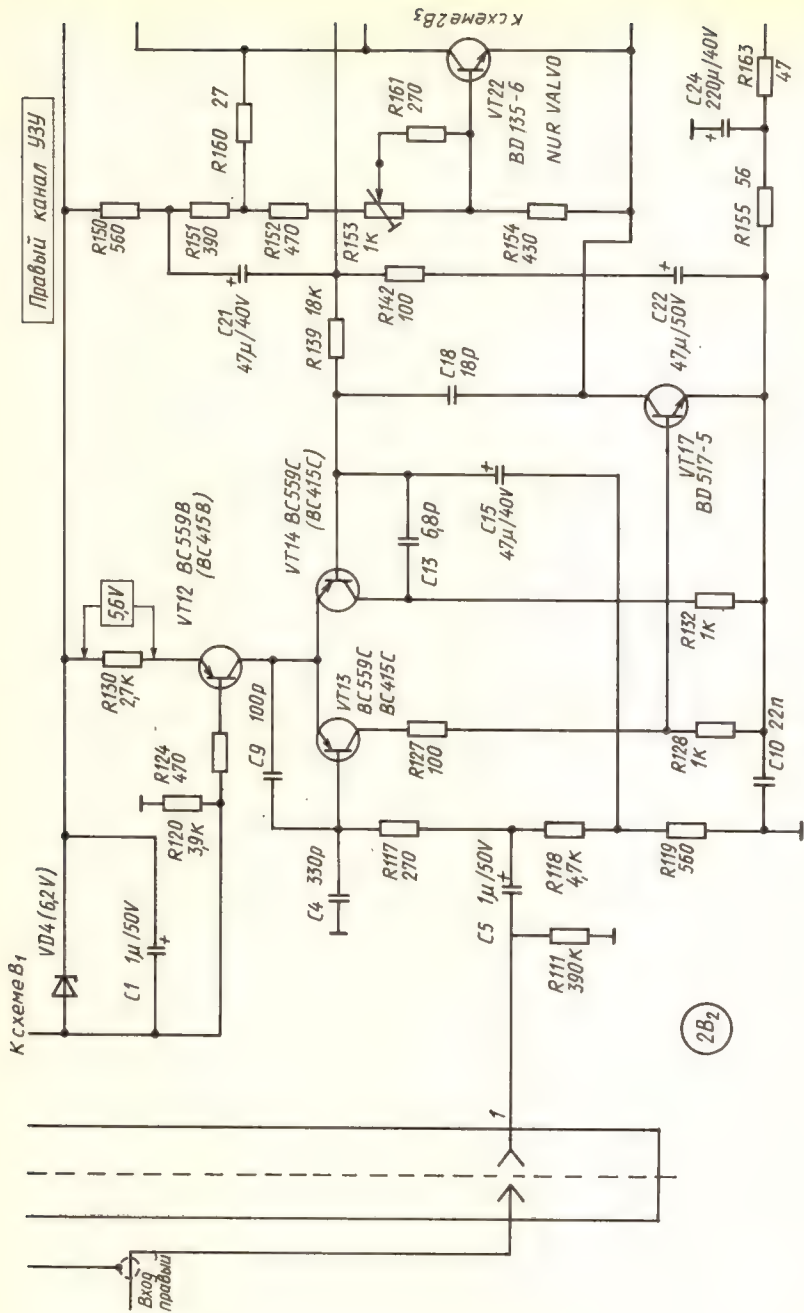 Правый канал УЗУ
К схеме В₁
VD4 (6,2V)
C1 1μ/50V
R120
3,9K
R124
470
R130
2,7K
5,6V
VT12 BC559B
(BC415B)
C9 100p
VT13
BC559C
BC415C
VT14 BC559C
(BC415C)
C4 330p
R117
270
R127
100
C13 6,8p
C15
47μ/40V
R139 18K
C18
18p
C21
47μ/40V
R142
100
C22
47μ/50V
R150
560
R151
390
R152
470
R153
1K
R154
430
R160 27
R161
270
VT22
BD 135-6
NUR VALVO
К схеме 2В₃
C5 1μ/50V
R111
390K
R118
4,7K
R119
560
R128
1K
C10 22n
R132
1K
VT17
BD 517-5
R155 56
C24
220μ/40V
R163
47
1
Вход
правый
2В₂